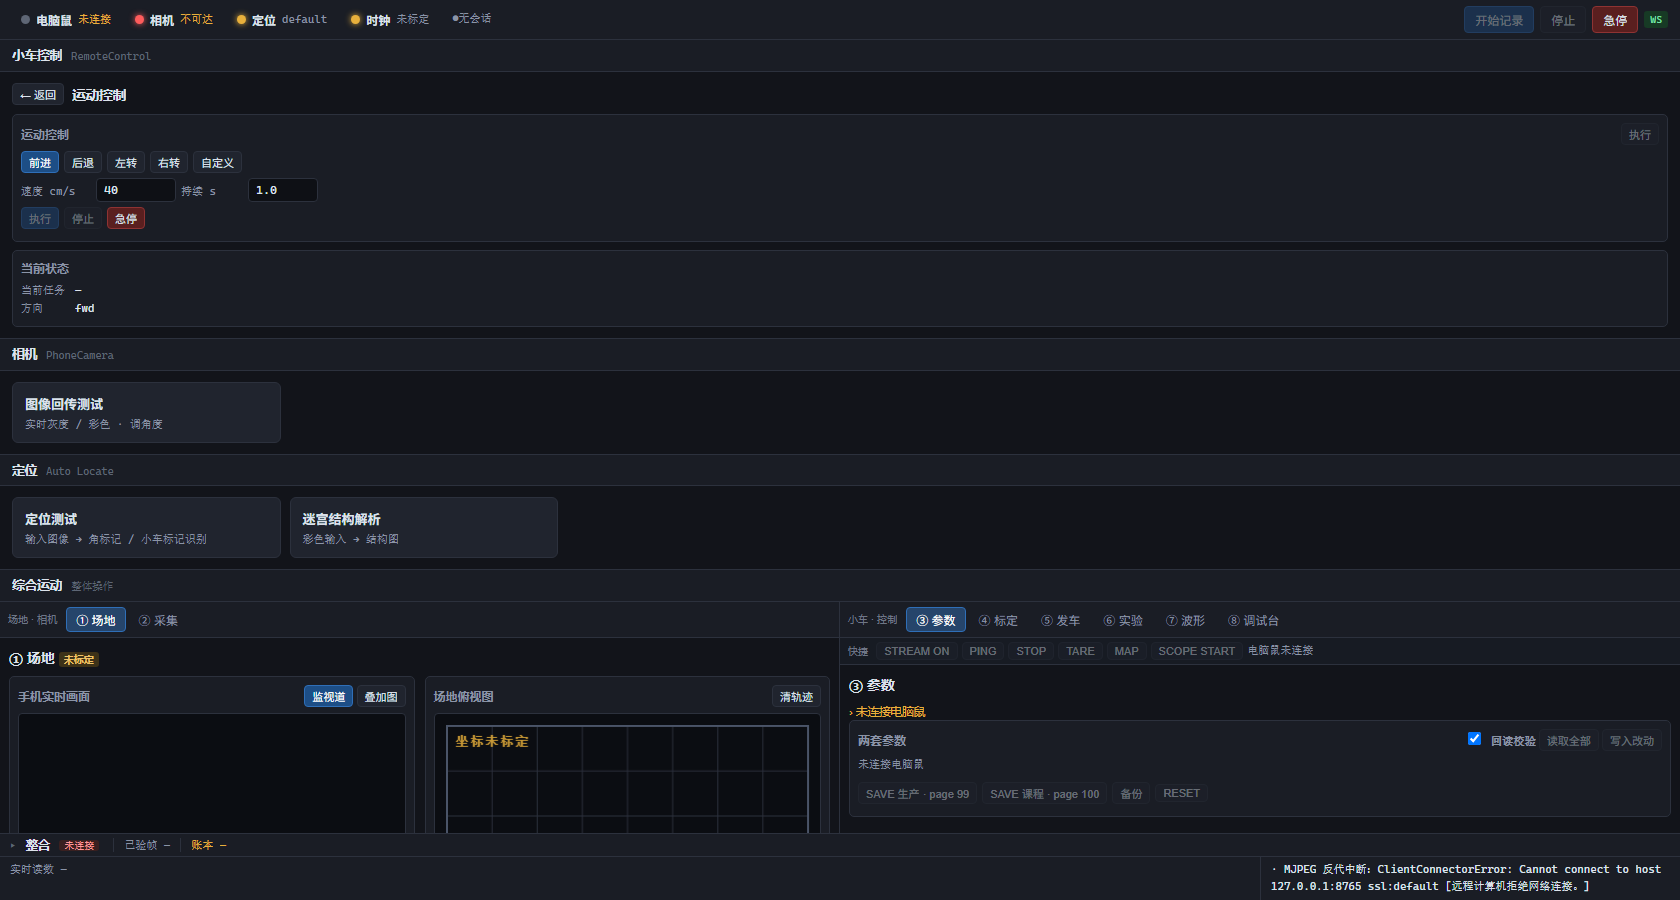 电脑鼠 未连接 相机 不可达 定位 default 时钟 未标定 无会话 开始记录 停止 急停 WS
小车控制 RemoteControl
←返回 运动控制
运动控制 执行
前进 后退 左转 右转 自定义
速度 cm/s 40 持续 s 1.0
执行 停止 急停
当前状态
当前任务 —
方向 fwd
相机 PhoneCamera
图像回传测试
实时灰度 / 彩色 · 调角度
定位 Auto Locate
定位测试 迷宫结构解析
输入图像 → 角标记 / 小车标记识别 彩色输入 → 结构图
综合运动 整体操作
场地·相机 ① 场地 ② 采集 小车·控制 ③ 参数 ④ 标定 ⑤ 发车 ⑥ 实验 ⑦ 波形 ⑧ 调试台
快捷 STREAM ON PING STOP TARE MAP SCOPE START 电脑鼠未连接
① 场地 未标定
③ 参数
› 未连接电脑鼠
手机实时画面 监视道 叠加图 场地俯视图 清轨迹
坐标未标定
两套参数 回读校验 读取全部 写入改动
未连接电脑鼠
SAVE 生产 · page 99 SAVE 课程 · page 100 备份 RESET
▸ 整合 未连接 已验帧 — 账本 —
实时读数 —
· MJPEG 反代中断: ClientConnectorError: Cannot connect to host
127.0.0.1:8765 ssl:default [远程计算机拒绝网络连接。]